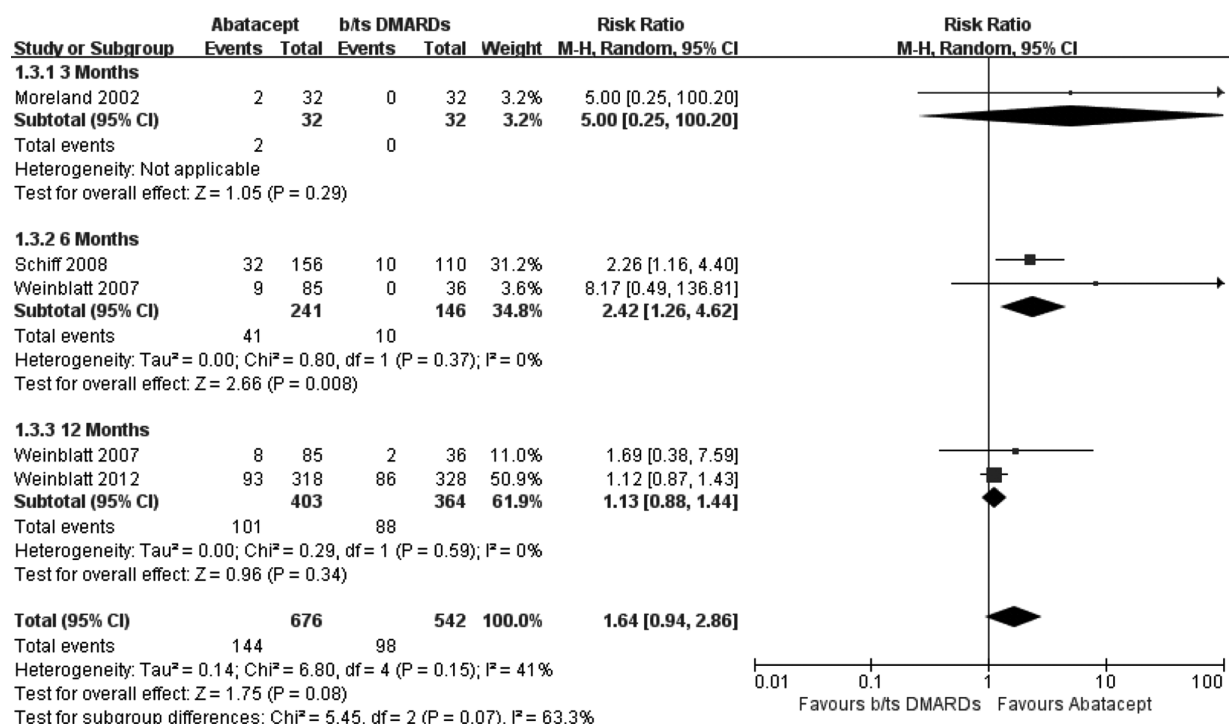 Abatacept b/ts DMARDs Risk Ratio Risk Ratio
Study or Subgroup Events Total Events Total Weight M-H, Random, 95% CI M-H, Random, 95% CI
1.3.1 3 Months
Moreland 2002 2 32 0 32 3.2% 5.00 [0.25, 100.20]
Subtotal (95% CI) 32 32 3.2% 5.00 [0.25, 100.20]
Total events 2 0
Heterogeneity: Not applicable
Test for overall effect: Z = 1.05 (P = 0.29)
1.3.2 6 Months
Schiff 2008 32 156 10 110 31.2% 2.26 [1.16, 4.40]
Weinblatt 2007 9 85 0 36 3.6% 8.17 [0.49, 136.81]
Subtotal (95% CI) 241 146 34.8% 2.42 [1.26, 4.62]
Total events 41 10
Heterogeneity: Tau² = 0.00; Chi² = 0.80, df = 1 (P = 0.37); I² = 0%
Test for overall effect: Z = 2.66 (P = 0.008)
1.3.3 12 Months
Weinblatt 2007 8 85 2 36 11.0% 1.69 [0.38, 7.59]
Weinblatt 2012 93 318 86 328 50.9% 1.12 [0.87, 1.43]
Subtotal (95% CI) 403 364 61.9% 1.13 [0.88, 1.44]
Total events 101 88
Heterogeneity: Tau² = 0.00; Chi² = 0.29, df = 1 (P = 0.59); I² = 0%
Test for overall effect: Z = 0.96 (P = 0.34)
Total (95% CI) 676 542 100.0% 1.64 [0.94, 2.86]
Total events 144 98
Heterogeneity: Tau² = 0.14; Chi² = 6.80, df = 4 (P = 0.15); I² = 41%
Test for overall effect: Z = 1.75 (P = 0.08)
Test for subgroup differences: Chi² = 5.45, df = 2 (P = 0.07), I² = 63.3%
0.01 0.1 1 10 100
Favours b/ts DMARDs Favours Abatacept